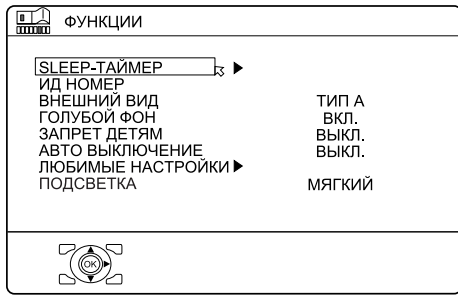 ФУНКЦИИ
SLEEP-ТАЙМЕР
ИД НОМЕР
ВНЕШНИЙ ВИД ТИП А
ГОЛУБОЙ ФОН ВКЛ.
ЗАПРЕТ ДЕТЯМ ВЫКЛ.
АВТО ВЫКЛЮЧЕНИЕ ВЫКЛ.
ЛЮБИМЫЕ НАСТРОЙКИ
ПОДСВЕТКА МЯГКИЙ
OK